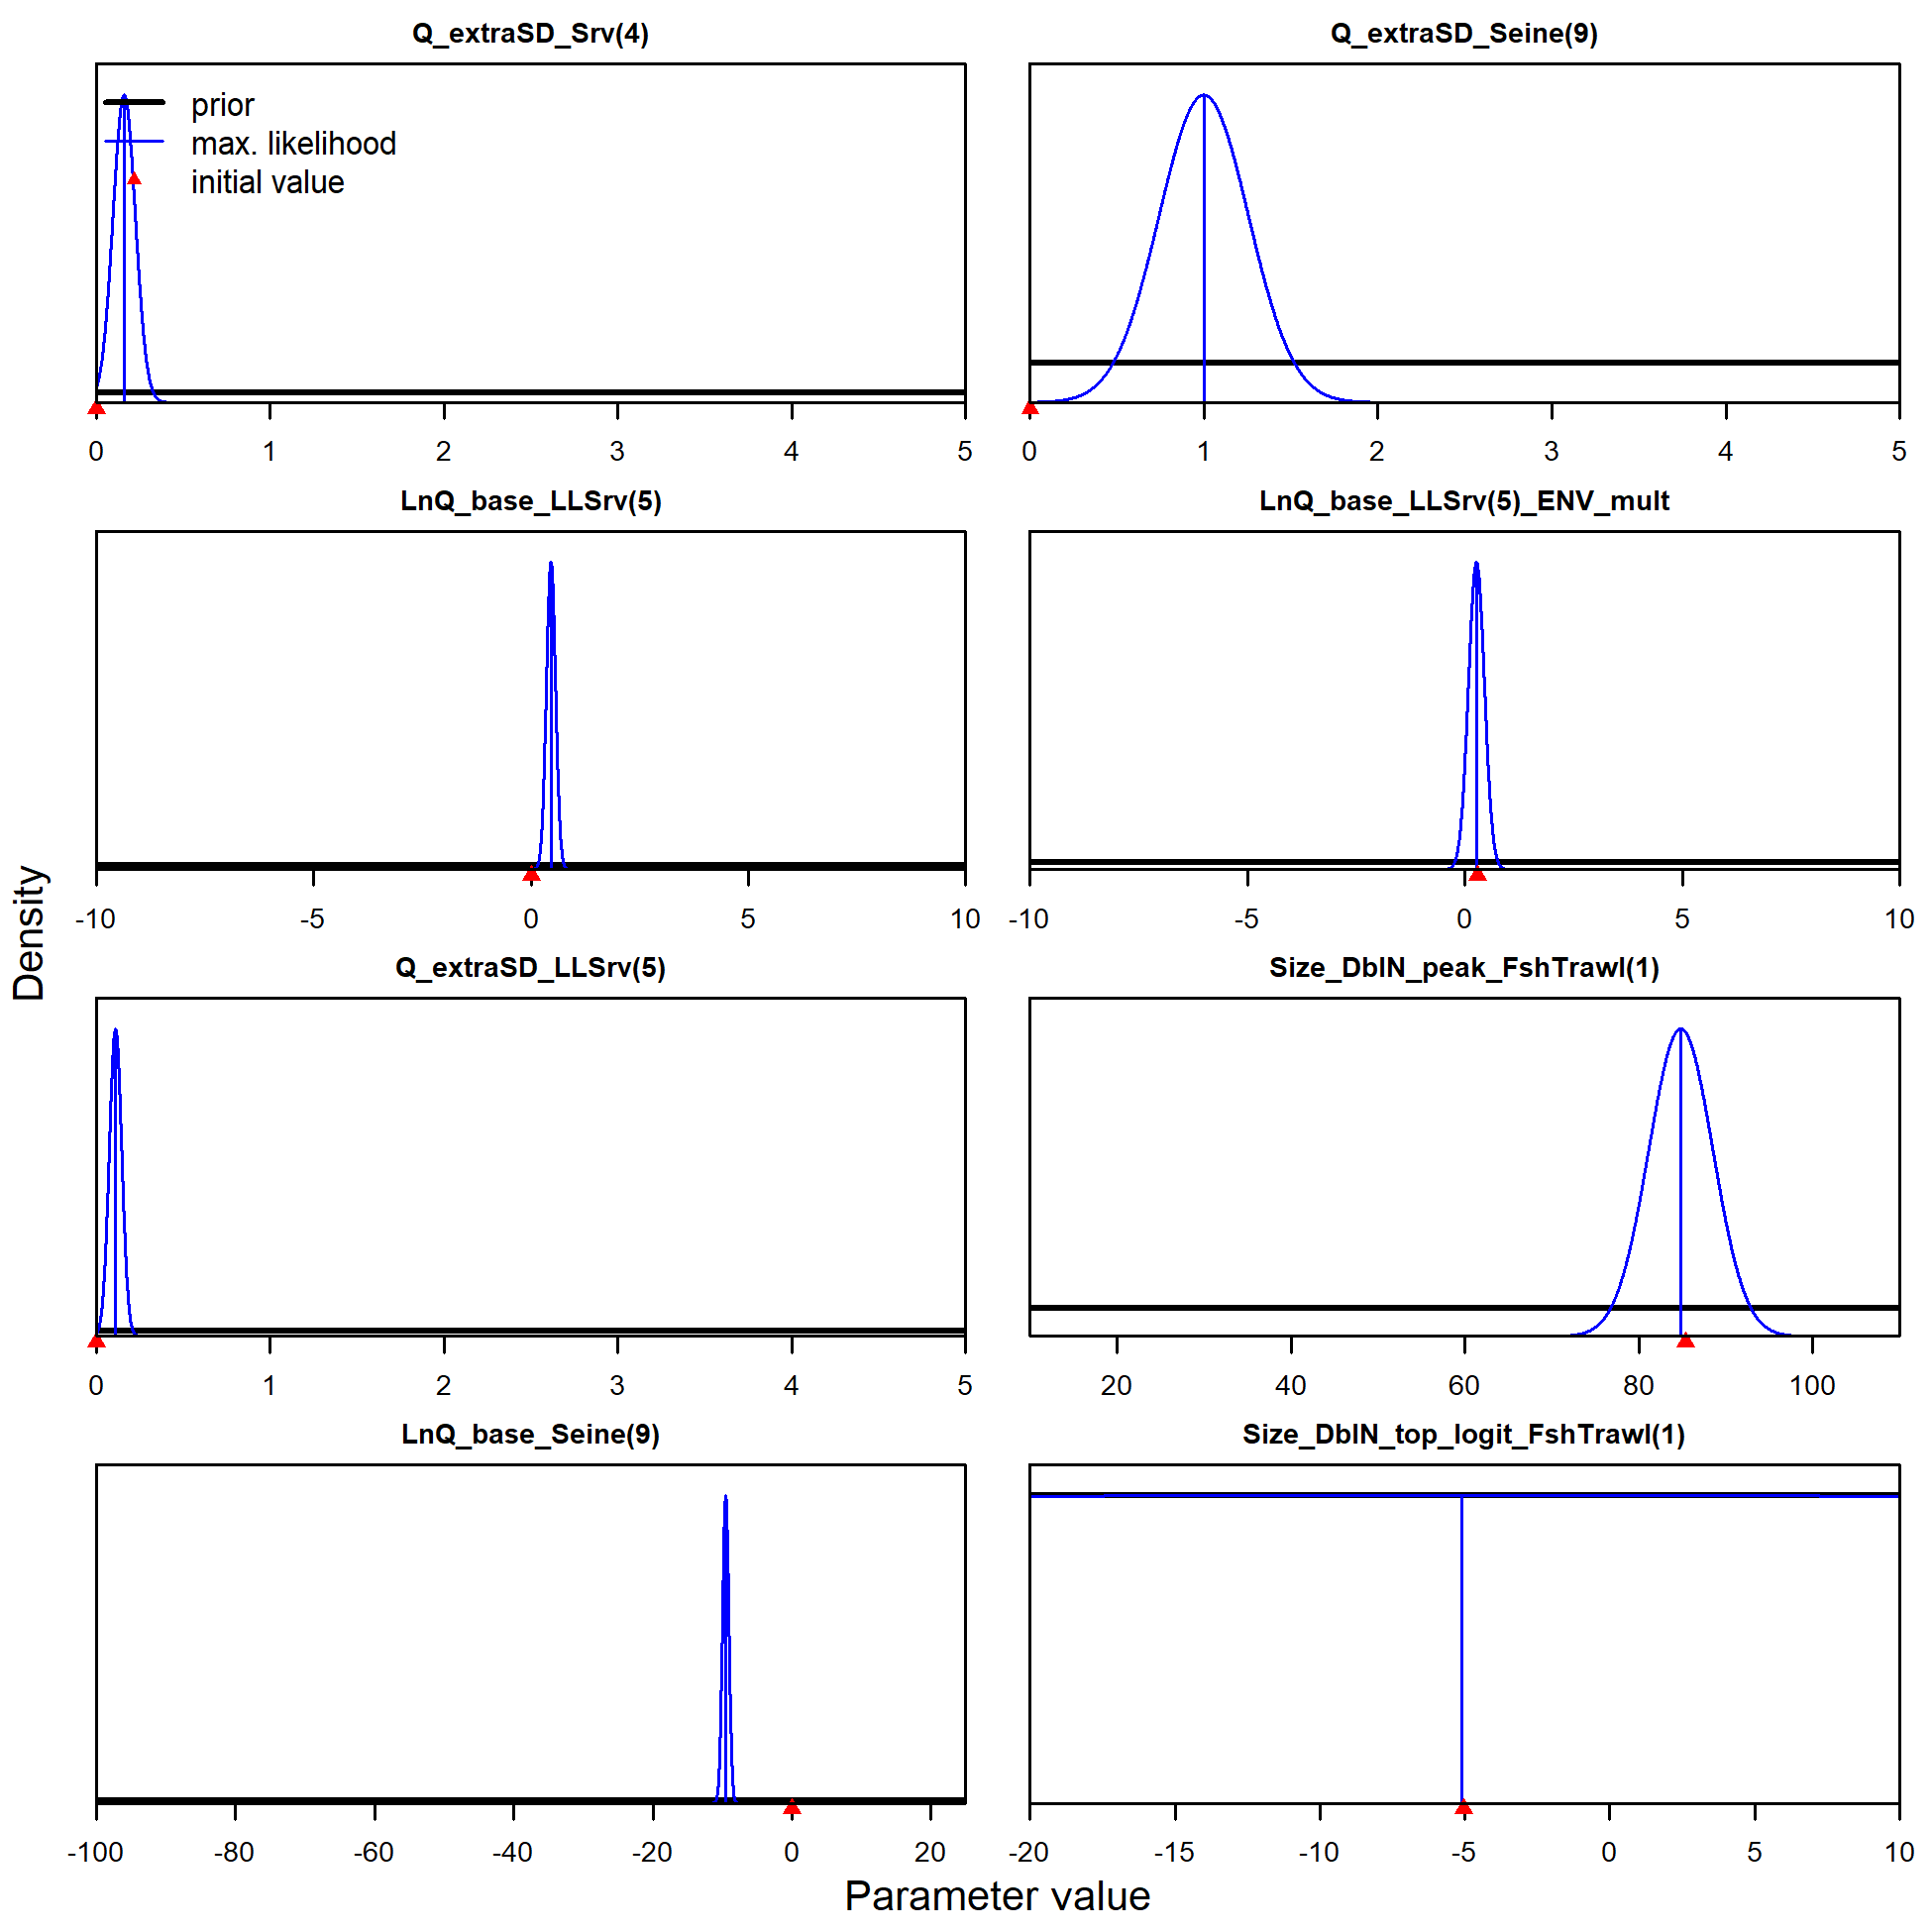 Q_extraSD_Srv(4)
prior
max. likelihood
initial value
0 1 2 3 4 5
Q_extraSD_Seine(9)
0 1 2 3 4 5
LnQ_base_LLSrv(5)
-10 -5 0 5 10
LnQ_base_LLSrv(5)_ENV_mult
-10 -5 0 5 10
Q_extraSD_LLSrv(5)
0 1 2 3 4 5
Size_DblN_peak_FshTrawl(1)
20 40 60 80 100
LnQ_base_Seine(9)
-100 -80 -60 -40 -20 0 20
Size_DblN_top_logit_FshTrawl(1)
-20 -15 -10 -5 0 5 10
Density
Parameter value